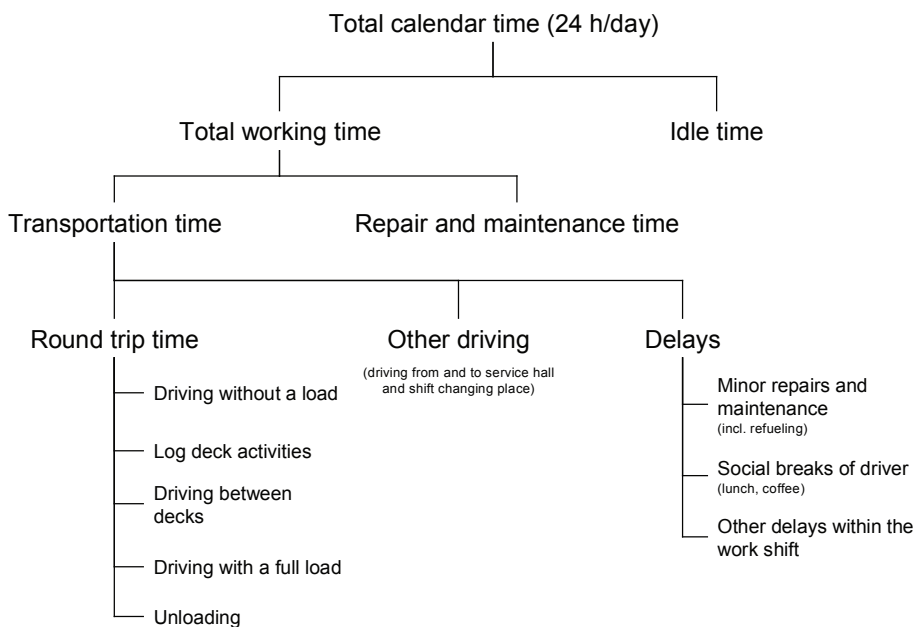 Total calendar time (24 h/day)
Total working time
Idle time
Transportation time
Repair and maintenance time
Round trip time
Other driving
(driving from and to service hall
and shift changing place)
Delays
Driving without a load
Log deck activities
Driving between
decks
Driving with a full load
Unloading
Minor repairs and
maintenance
(incl. refueling)
Social breaks of driver
(lunch, coffee)
Other delays within the
work shift